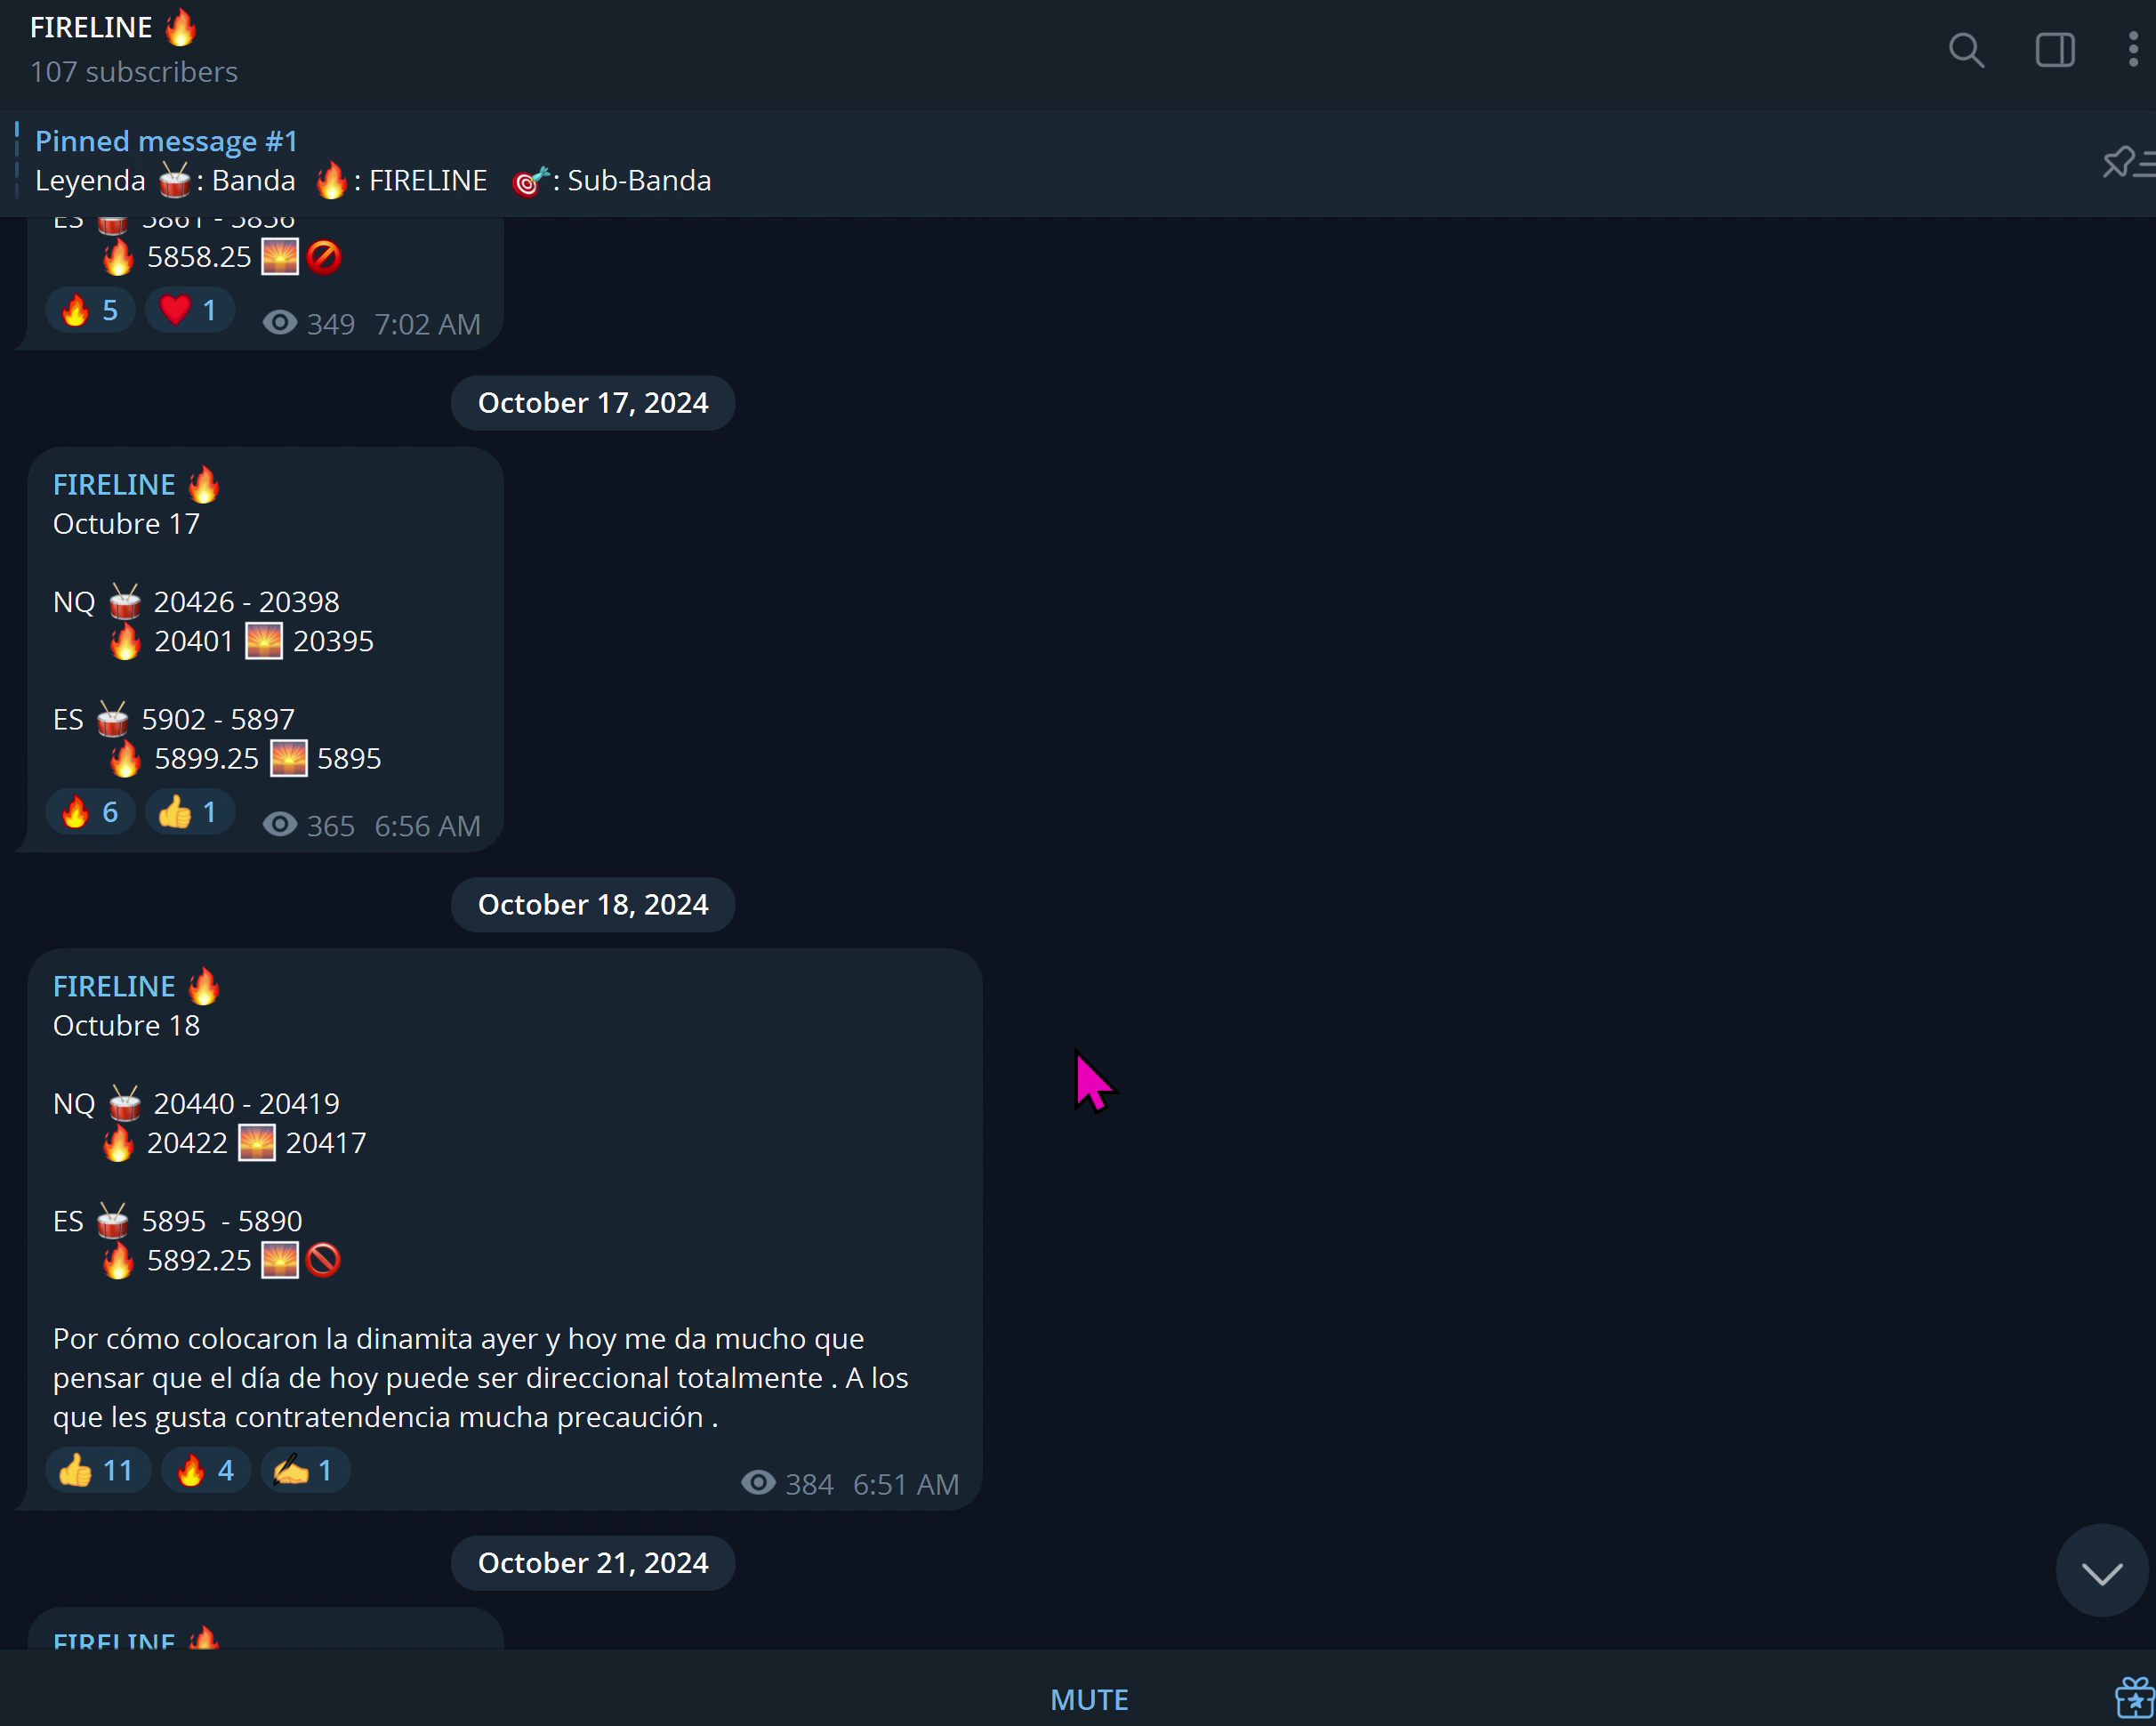 FIRELINE 🔥
107 subscribers
Pinned message #1
Leyenda 🥁: Banda 🔥: FIRELINE 🎯: Sub-Banda
ES 🥁 5861 - 5856
🔥 5858.25 🌅🚫
🔥 5 ❤️ 1 349 7:02 AM
October 17, 2024
FIRELINE 🔥
Octubre 17
NQ 🥁 20426 - 20398
🔥 20401 🌅 20395
ES 🥁 5902 - 5897
🔥 5899.25 🌅 5895
🔥 6 👍 1 365 6:56 AM
October 18, 2024
FIRELINE 🔥
Octubre 18
NQ 🥁 20440 - 20419
🔥 20422 🌅 20417
ES 🥁 5895  - 5890
🔥 5892.25 🌅🚫
Por cómo colocaron la dinamita ayer y hoy me da mucho que
pensar que el día de hoy puede ser direccional totalmente . A los
que les gusta contratendencia mucha precaución .
👍 11 🔥 4 ✍️ 1 384 6:51 AM
October 21, 2024
FIRELINE 🔥
MUTE